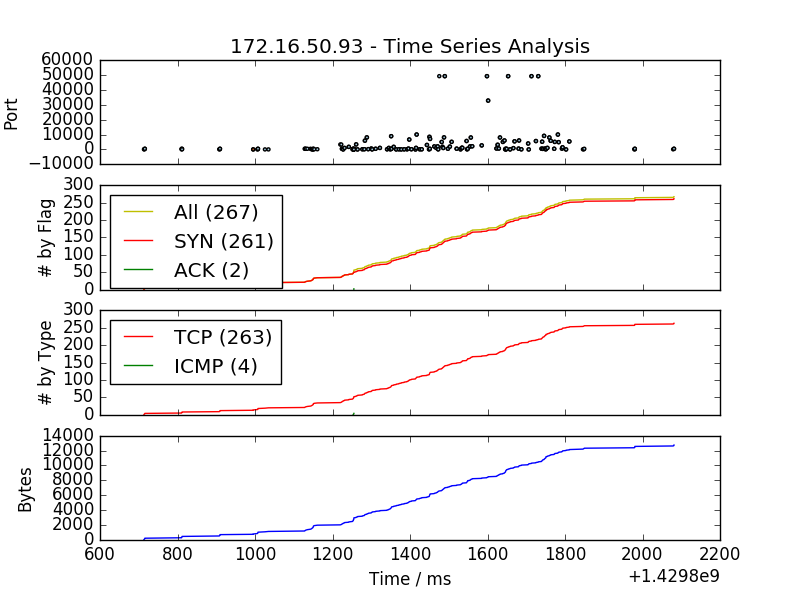 172.16.50.93 - Time Series Analysis
60000
50000
40000
30000
20000
10000
0
−10000
Port
300
250
200
150
100
50
0
# by Flag
All (267)
SYN (261)
ACK (2)
300
250
200
150
100
50
0
# by Type
TCP (263)
ICMP (4)
14000
12000
10000
8000
6000
4000
2000
0
Bytes
600 800 1000 1200 1400 1600 1800 2000 2200
Time / ms
+1.4298e9